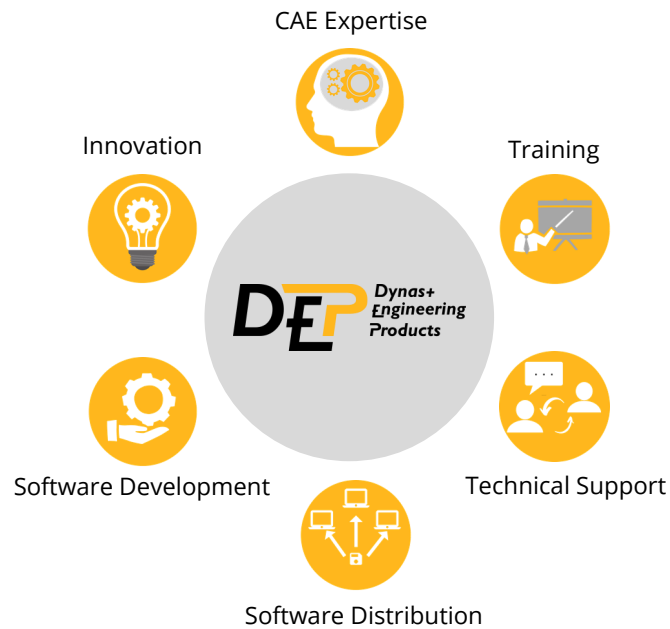 CAE Expertise
Innovation
Training
DEP
Dynas+
Engineering
Products
...
Software Development
Technical Support
Software Distribution